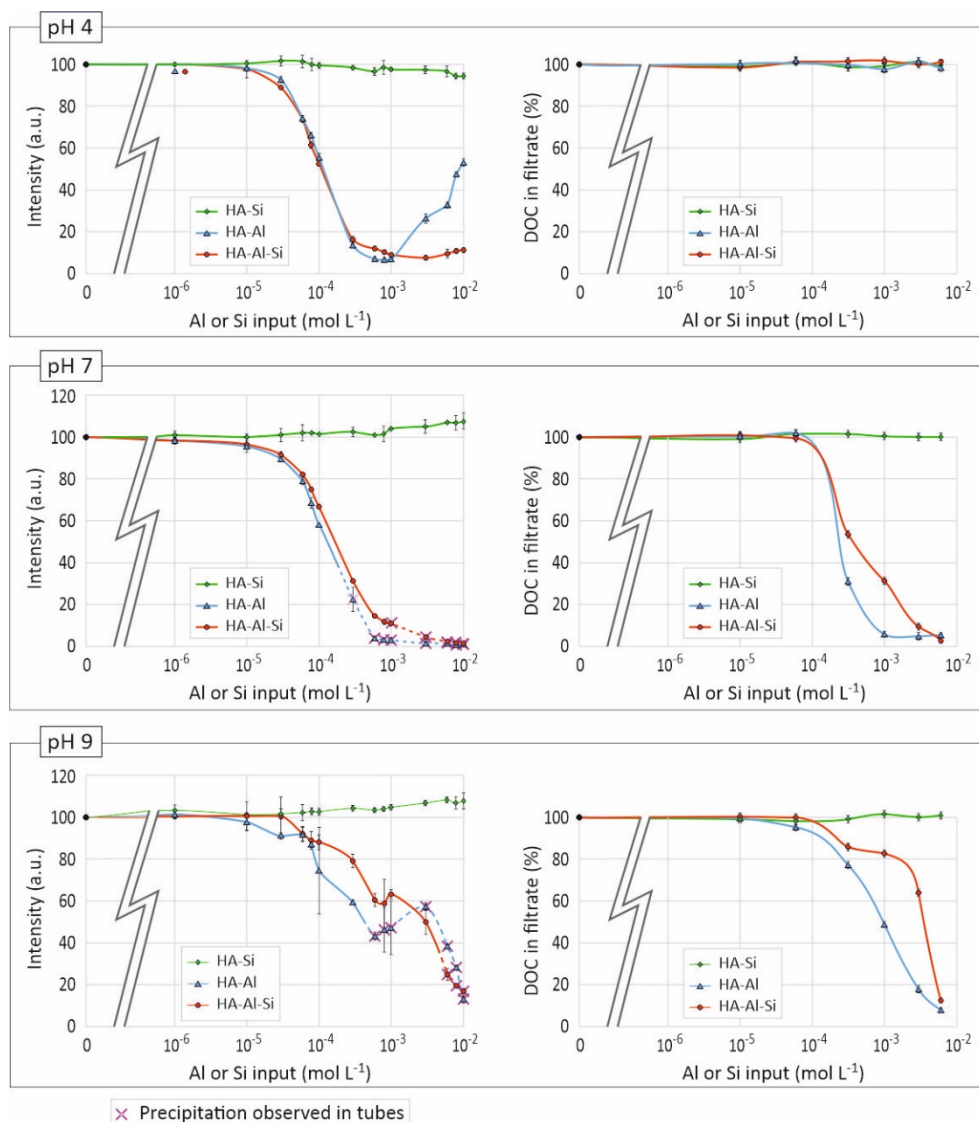 pH 4
100
80
60
40
20
0
Intensity (a.u.)
HA-Si
HA-Al
HA-Al-Si
0 10⁻⁶ 10⁻⁵ 10⁻⁴ 10⁻³ 10⁻²
Al or Si input (mol L⁻¹)
100
80
60
40
20
0
DOC in filtrate (%)
HA-Si
HA-Al
HA-Al-Si
0 10⁻⁶ 10⁻⁵ 10⁻⁴ 10⁻³ 10⁻²
Al or Si input (mol L⁻¹)
pH 7
120
100
80
60
40
20
0
Intensity (a.u.)
HA-Si
HA-Al
HA-Al-Si
0 10⁻⁶ 10⁻⁵ 10⁻⁴ 10⁻³ 10⁻²
Al or Si input (mol L⁻¹)
120
100
80
60
40
20
0
DOC in filtrate (%)
HA-Si
HA-Al
HA-Al-Si
0 10⁻⁶ 10⁻⁵ 10⁻⁴ 10⁻³ 10⁻²
Al or Si input (mol L⁻¹)
pH 9
120
100
80
60
40
20
0
Intensity (a.u.)
HA-Si
HA-Al
HA-Al-Si
0 10⁻⁶ 10⁻⁵ 10⁻⁴ 10⁻³ 10⁻²
Al or Si input (mol L⁻¹)
120
100
80
60
40
20
0
DOC in filtrate (%)
HA-Si
HA-Al
HA-Al-Si
0 10⁻⁶ 10⁻⁵ 10⁻⁴ 10⁻³ 10⁻²
Al or Si input (mol L⁻¹)
Precipitation observed in tubes